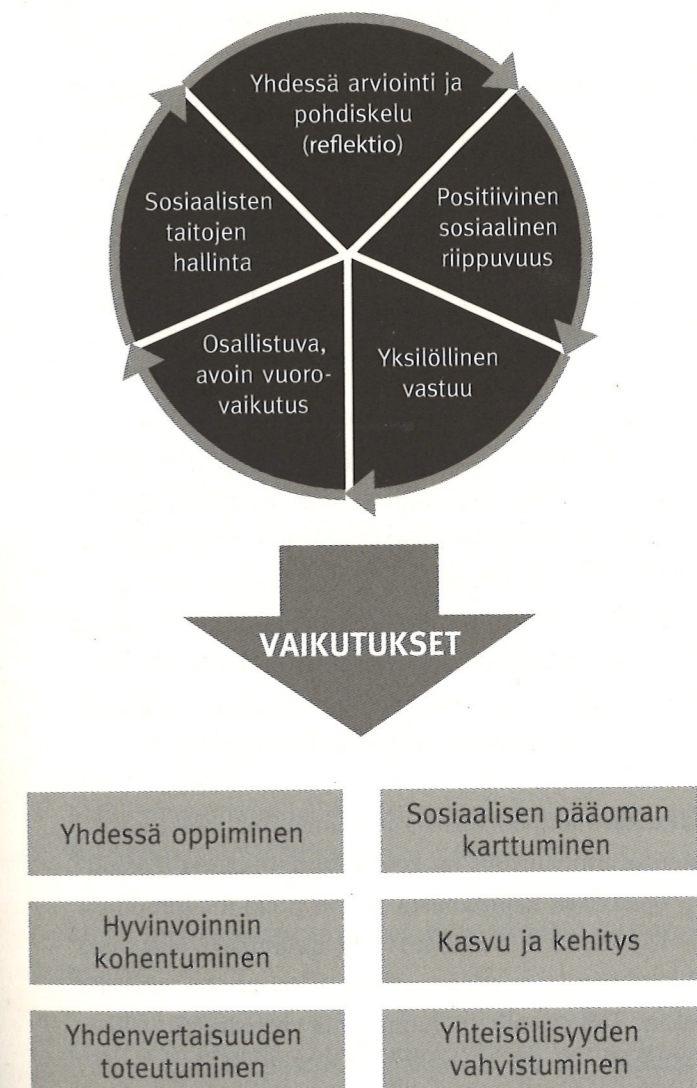 Yhdessä arviointi ja
pohdiskelu
(reflektio)
Positiivinen
sosiaalinen
riippuvuus
Yksilöllinen
vastuu
Osallistuva,
avoin vuoro-
vaikutus
Sosiaalisten
taitojen
hallinta
VAIKUTUKSET
Yhdessä oppiminen
Sosiaalisen pääoman
karttuminen
Hyvinvoinnin
kohentuminen
Kasvu ja kehitys
Yhdenvertaisuuden
toteutuminen
Yhteisöllisyyden
vahvistuminen